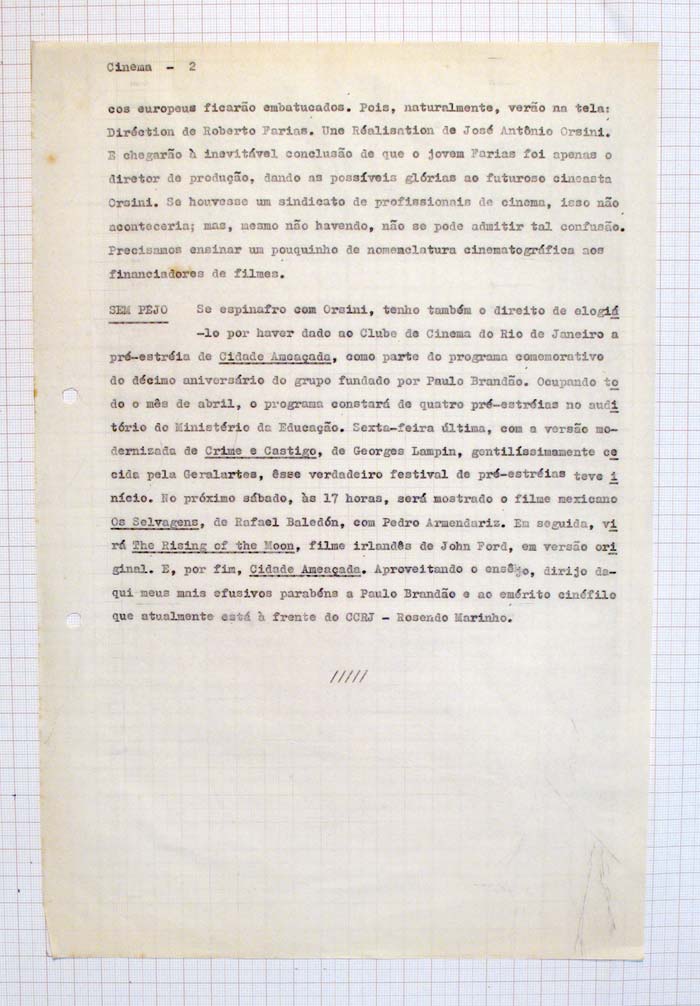 Cinema - 2
cos europeus ficarão embatucados. Pois, naturalmente, verão na tela:
Diréction de Roberto Farias. Une Réalisation de José Antônio Orsini.
E chegarão à inevitável conclusão de que o jovem Farias foi apenas o
diretor de produção, dando as possíveis glórias ao futuroso cineasta
Orsini. Se houvesse um sindicato de profissionais de cinema, isso não
aconteceria; mas, mesmo não havendo, não se pode admitir tal confusão.
Precisamos ensinar um pouquinho de nomenclatura cinematográfica aos
financiadores de filmes.
SEM PEJO Se espinafro com Orsini, tenho também o direito de elogiá
-lo por haver dado ao Clube de Cinema do Rio de Janeiro a
pré-estréia de Cidade Ameaçada, como parte do programa comemorativo
do décimo aniversário do grupo fundado por Paulo Brandão. Ocupando to
do o mês de abril, o programa constará de quatro pré-estréias no audi
tório do Ministério da Educação. Sexta-feira última, com a versão mo-
dernizada de Crime e Castigo, de Georges Lampin, gentilíssimamente ce
cida pela Geralartes, êsse verdadeiro festival de pré-estréias teve i
nício. No próximo sábado, às 17 horas, será mostrado o filme mexicano
Os Selvagens, de Rafael Baledón, com Pedro Armendariz. Em seguida, vi
rá The Rising of the Moon, filme irlandês de John Ford, em versão ori
ginal. E, por fim, Cidade Ameaçada. Aproveitando o ensêjo, dirijo da-
qui meus mais efusivos parabéns a Paulo Brandão e ao emérito cinéfilo
que atualmente está à frente do CCRJ - Rosendo Marinho.
/////